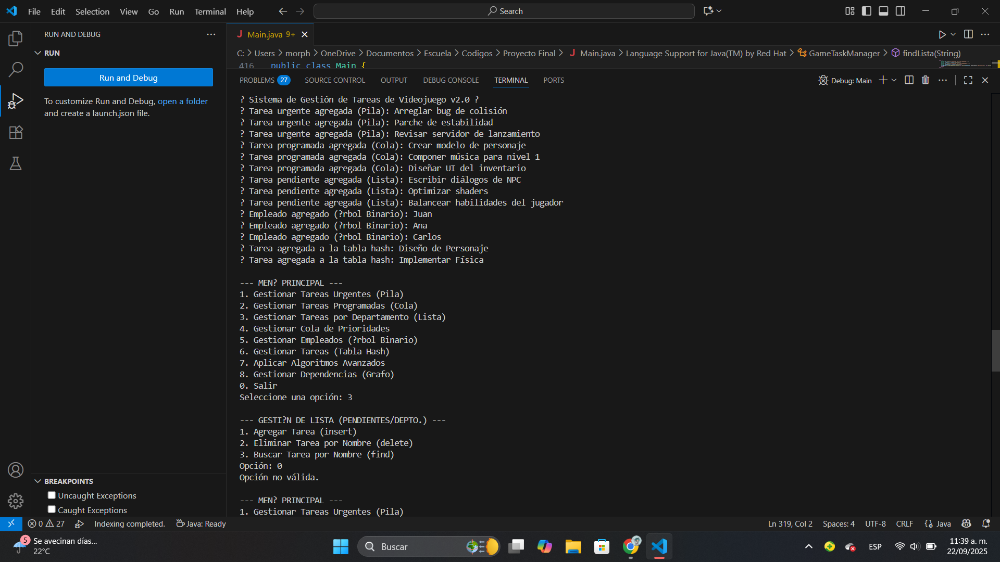 File Edit Selection View Go Run Terminal Help
Search
RUN AND DEBUG
RUN
Run and Debug
To customize Run and Debug, open a folder
and create a launch.json file.
BREAKPOINTS
Uncaught Exceptions
Caught Exceptions
Main.java 9+
C: > Users > morph > OneDrive > Documentos > Escuela > Codigos > Proyecto Final > Main.java > Language Support for Java(TM) by Red Hat > GameTaskManager > findLista(String)
416 public class Main {
PROBLEMS 27 SOURCE CONTROL OUTPUT DEBUG CONSOLE TERMINAL PORTS
Debug: Main
? Sistema de Gestión de Tareas de Videojuego v2.0 ?
? Tarea urgente agregada (Pila): Arreglar bug de colisión
? Tarea urgente agregada (Pila): Parche de estabilidad
? Tarea urgente agregada (Pila): Revisar servidor de lanzamiento
? Tarea programada agregada (Cola): Crear modelo de personaje
? Tarea programada agregada (Cola): Componer música para nivel 1
? Tarea programada agregada (Cola): Diseñar UI del inventario
? Tarea pendiente agregada (Lista): Escribir diálogos de NPC
? Tarea pendiente agregada (Lista): Optimizar shaders
? Tarea pendiente agregada (Lista): Balancear habilidades del jugador
? Empleado agregado (?rbol Binario): Juan
? Empleado agregado (?rbol Binario): Ana
? Empleado agregado (?rbol Binario): Carlos
? Tarea agregada a la tabla hash: Diseño de Personaje
? Tarea agregada a la tabla hash: Implementar Física
--- MEN? PRINCIPAL ---
1. Gestionar Tareas Urgentes (Pila)
2. Gestionar Tareas Programadas (Cola)
3. Gestionar Tareas por Departamento (Lista)
4. Gestionar Cola de Prioridades
5. Gestionar Empleados (?rbol Binario)
6. Gestionar Tareas (Tabla Hash)
7. Aplicar Algoritmos Avanzados
8. Gestionar Dependencias (Grafo)
0. Salir
Seleccione una opción: 3
--- GESTI?N DE LISTA (PENDIENTES/DEPTO.) ---
1. Agregar Tarea (insert)
2. Eliminar Tarea por Nombre (delete)
3. Buscar Tarea por Nombre (find)
Opción: 0
Opción no válida.
--- MEN? PRINCIPAL ---
1. Gestionar Tareas Urgentes (Pila)
0 27 Indexing completed. Java: Ready
Ln 319, Col 2 Spaces: 4 UTF-8 CRLF Java
5 Se avecinan días...
22°C
Buscar
ESP
11:39 a. m.
22/09/2025